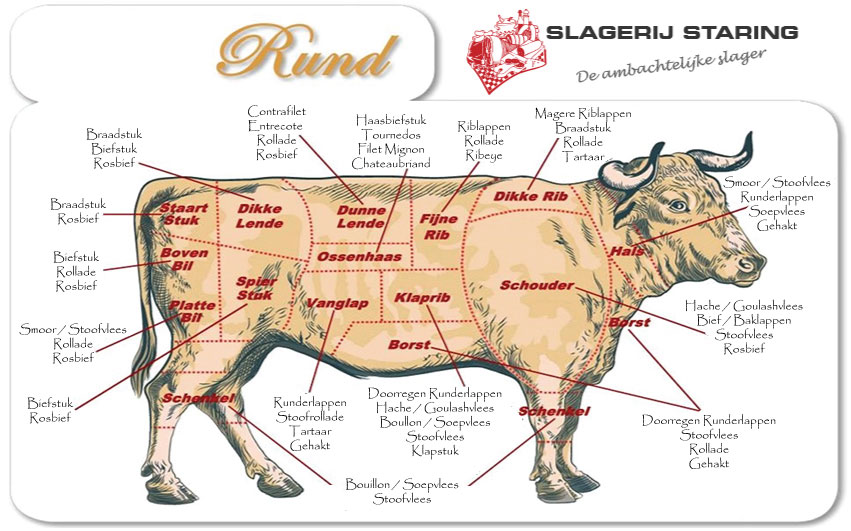 Rund
SLAGERIJ STARING
De ambachtelijke slager
Braadstuk
Biefstuk
Rosbief
Contrafilet
Entrecote
Rollade
Rosbief
Haasbiefstuk
Tournedos
Filet Mignon
Chateaubriand
Riblappen
Rollade
Ribeye
Magere Riblappen
Braadstuk
Rollade
Tartaar
Smoor / Stoofvlees
Runderlappen
Soepvlees
Gehakt
Braadstuk
Rosbief
Biefstuk
Rollade
Rosbief
Smoor / Stoofvlees
Rollade
Rosbief
Biefstuk
Rosbief
Staart
Stuk
Dikke
Lende
Dunne
Lende
Fijne
Rib
Dikke Rib
Boven
Bil
Ossenhaas
Hals
Spier
Stuk
Platte
Bil
Vanglap
Klaprib
Schouder
Borst
Borst
Schenkel
Schenkel
Hache / Goulashvlees
Bief / Baklappen
Stoofvlees
Rosbief
Runderlappen
Stoofrollade
Tartaar
Gehakt
Doorregen Runderlappen
Hache / Goulashvlees
Bouillon / Soepvlees
Stoofvlees
Klapstuk
Doorregen Runderlappen
Stoofvlees
Rollade
Gehakt
Bouillon / Soepvlees
Stoofvlees